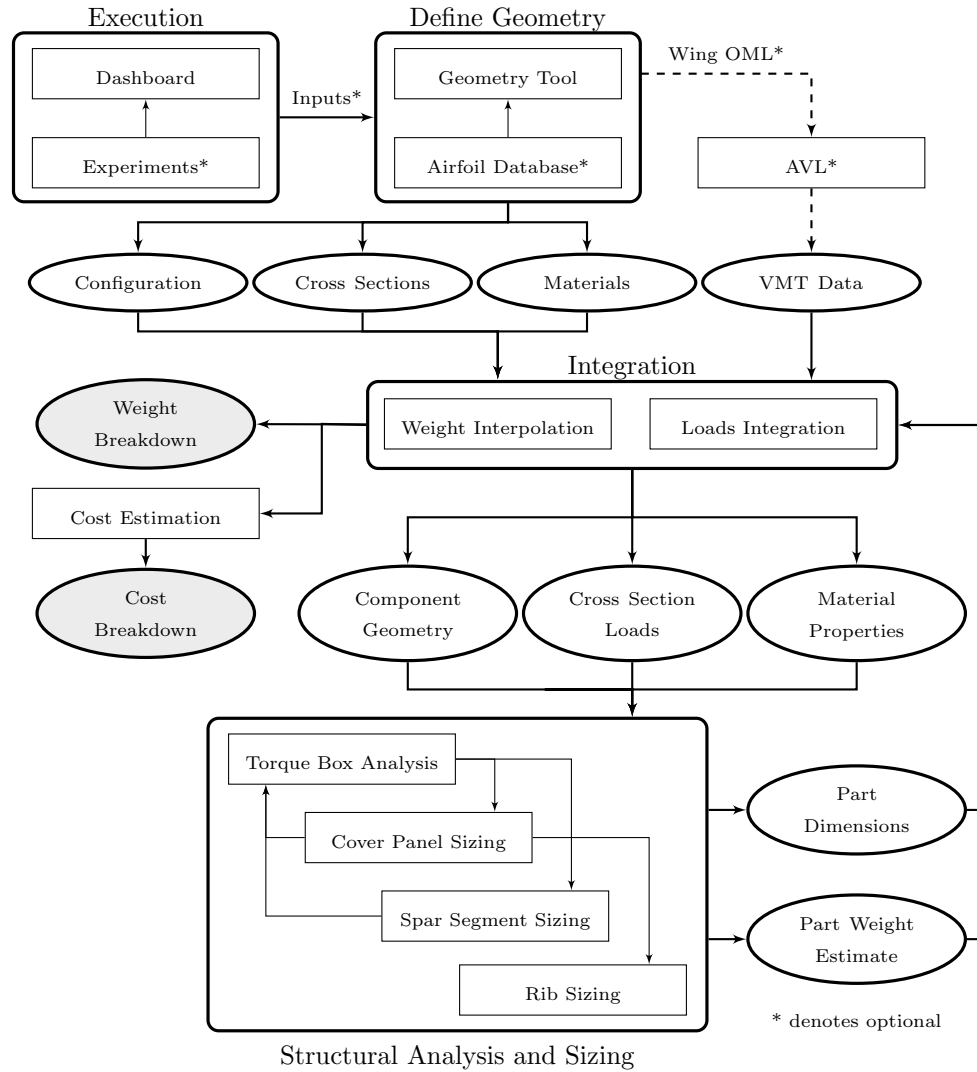 Execution
Define Geometry
Dashboard
Geometry Tool
Wing OML*
Inputs*
Experiments*
Airfoil Database*
AVL*
Configuration
Cross Sections
Materials
VMT Data
Integration
Weight
Breakdown
Weight Interpolation
Loads Integration
Cost Estimation
Cost
Breakdown
Component
Geometry
Cross Section
Loads
Material
Properties
Torque Box Analysis
Cover Panel Sizing
Spar Segment Sizing
Rib Sizing
Part
Dimensions
Part Weight
Estimate
* denotes optional
Structural Analysis and Sizing